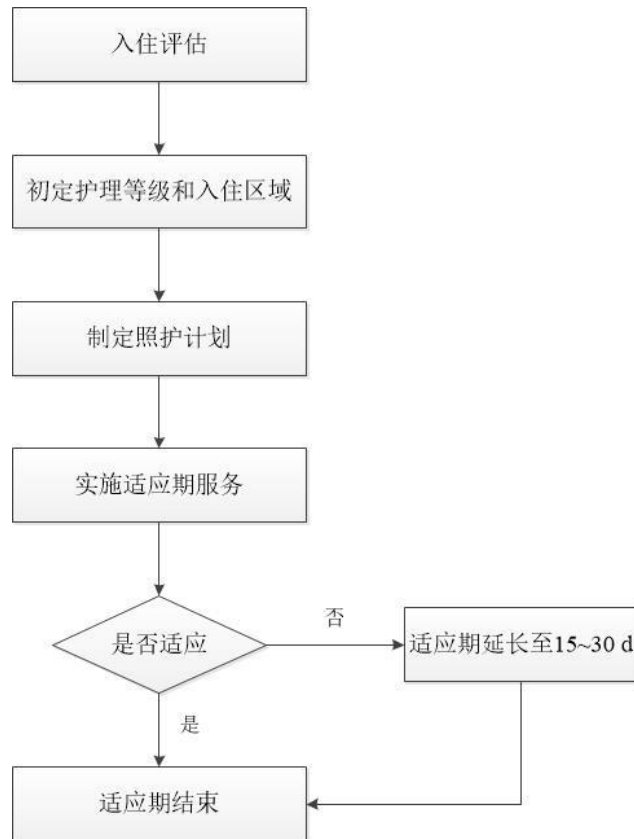 入住评估
初定护理等级和入住区域
制定照护计划
实施适应期服务
是否适应
否
适应期延长至15~30 d
是
适应期结束